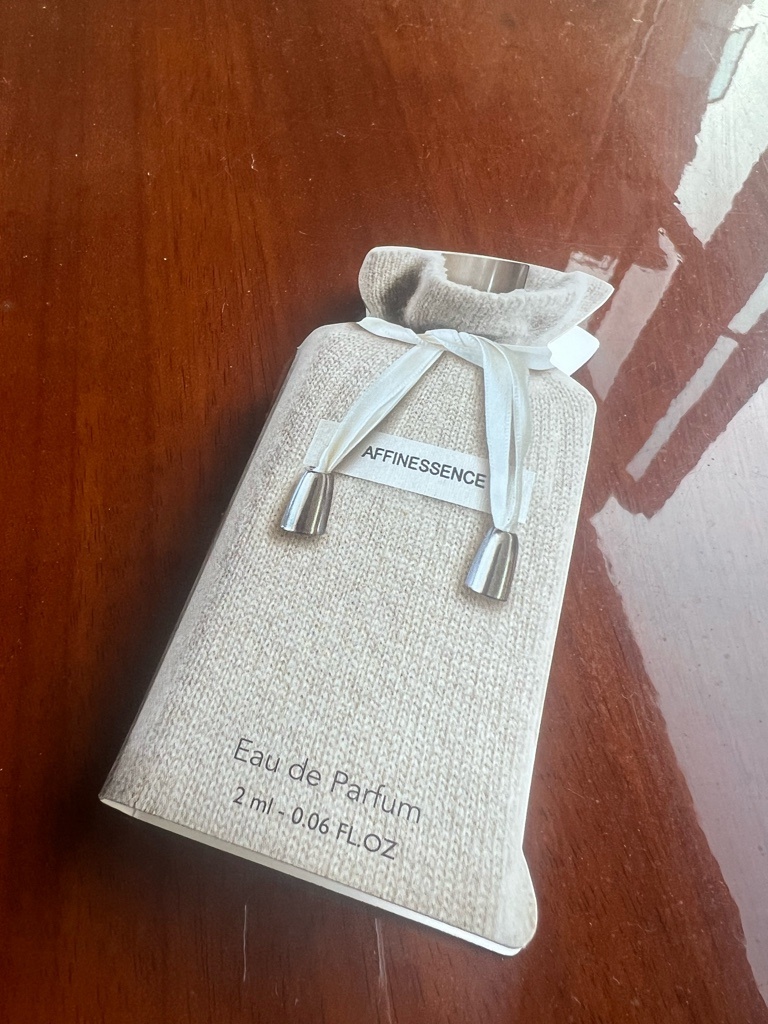 AFFINESSENCE
Eau de Parfum
2 ml - 0.06 FL.OZ